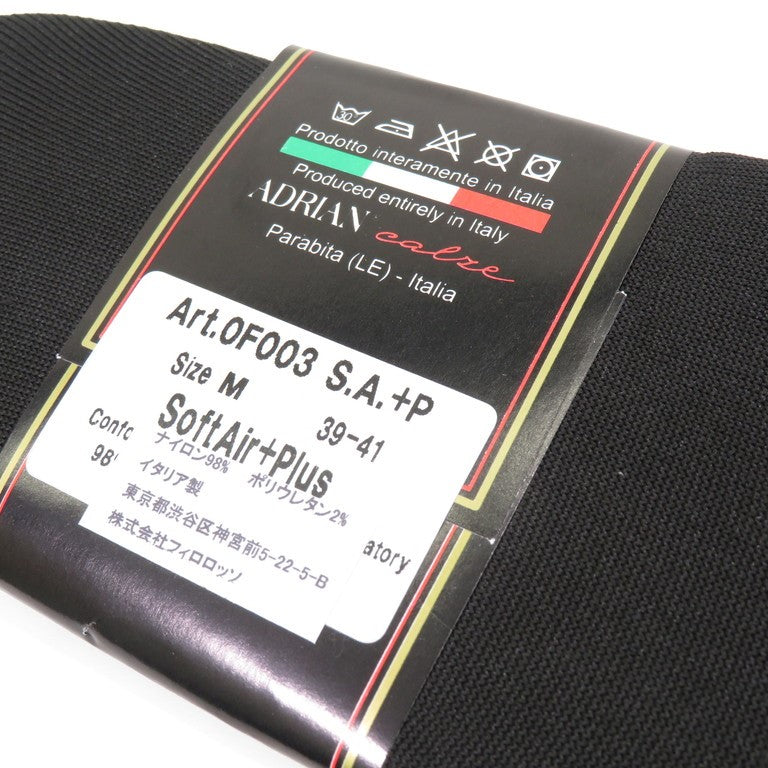 30
Prodotto interamente in Italia
Produced entirely in Italy
ADRIAN calze
Parabita (LE) - Italia
Art.0F003 S.A.+P
Size M 39-41
SoftAir+Plus
ナイロン98% ポリウレタン2%
イタリア製
東京都渋谷区神宮前5-22-5-B
株式会社フィロロッソ